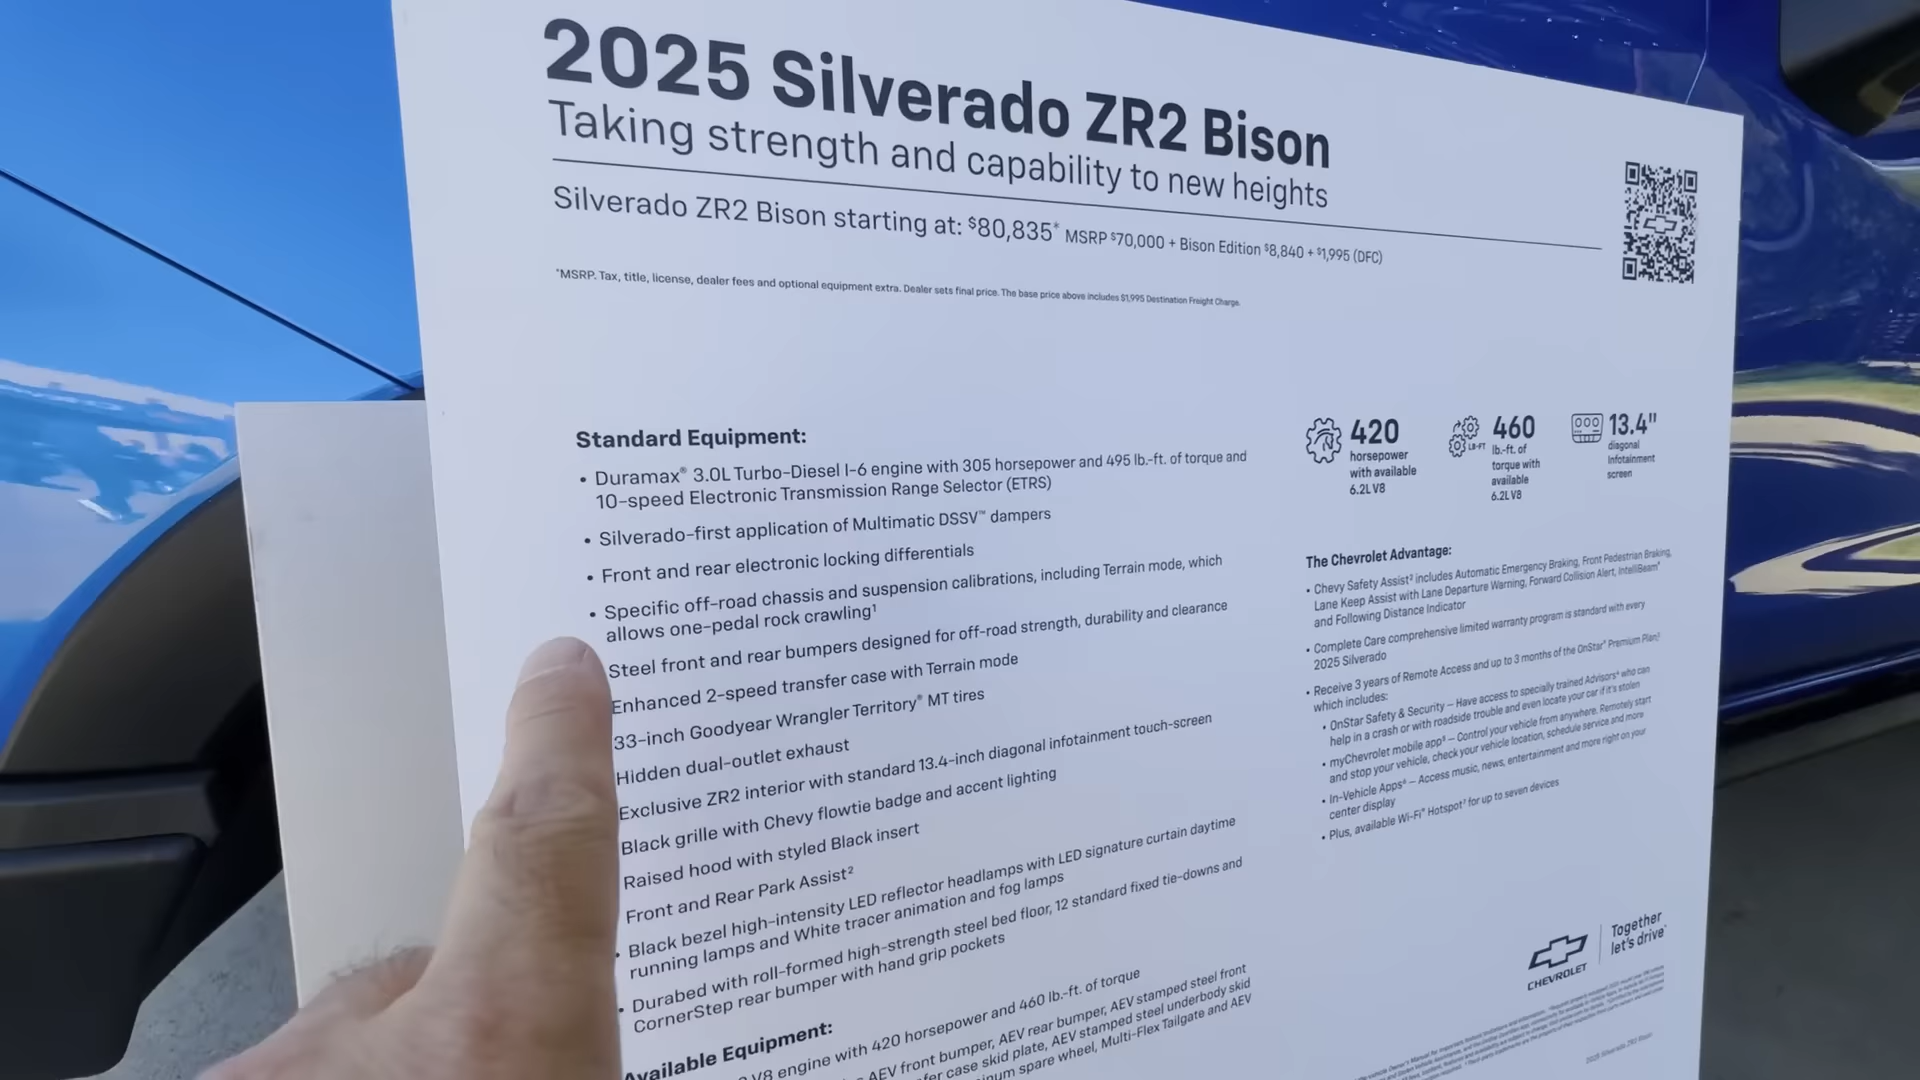 2025 Silverado ZR2 Bison
Taking strength and capability to new heights
Silverado ZR2 Bison starting at: $80,835* MSRP $70,000 + Bison Edition $8,840 + $1,995 (DFC)
*MSRP. Tax, title, license, dealer fees and optional equipment extra. Dealer sets final price. The base price above includes $1,995 Destination Freight Charge.
Standard Equipment:
• Duramax® 3.0L Turbo-Diesel I-6 engine with 305 horsepower and 495 lb.-ft. of torque and
10-speed Electronic Transmission Range Selector (ETRS)
• Silverado-first application of Multimatic DSSV™ dampers
• Front and rear electronic locking differentials
• Specific off-road chassis and suspension calibrations, including Terrain mode, which
allows one-pedal rock crawling¹
Steel front and rear bumpers designed for off-road strength, durability and clearance
Enhanced 2-speed transfer case with Terrain mode
33-inch Goodyear Wrangler Territory® MT tires
Hidden dual-outlet exhaust
Exclusive ZR2 interior with standard 13.4-inch diagonal infotainment touch-screen
Black grille with Chevy flowtie badge and accent lighting
Raised hood with styled Black insert
Front and Rear Park Assist²
• Black bezel high-intensity LED reflector headlamps with LED signature curtain daytime
running lamps and White tracer animation and fog lamps
• Durabed with roll-formed high-strength steel bed floor, 12 standard fixed tie-downs and
CornerStep rear bumper with hand grip pockets
Available Equipment:
V8 engine with 420 horsepower and 460 lb.-ft. of torque
AEV front bumper, AEV rear bumper, AEV stamped steel front
case skid plate, AEV stamped steel underbody skid
spare wheel, Multi-Flex Tailgate and AEV
420
horsepower
with available
6.2L V8
LB-FT
460
lb.-ft. of
torque with
available
6.2L V8
13.4"
diagonal
Infotainment
screen
The Chevrolet Advantage:
• Chevy Safety Assist³ includes Automatic Emergency Braking, Front Pedestrian Braking,
Lane Keep Assist with Lane Departure Warning, Forward Collision Alert, IntelliBeam®
and Following Distance Indicator
• Complete Care comprehensive limited warranty program is standard with every
2025 Silverado
• Receive 3 years of Remote Access and up to 3 months of the OnStar® Premium Plan
which includes:
• OnStar Safety & Security – Have access to specially trained Advisors⁴ who can
help in a crash or with roadside trouble and even locate your car if it's stolen
• myChevrolet mobile app⁵ – Control your vehicle from anywhere. Remotely start
and stop your vehicle, check your vehicle location, schedule service and more
• In-Vehicle Apps⁶ – Access music, news, entertainment and more right on your
center display
• Plus, available Wi-Fi® Hotspot⁷ for up to seven devices
CHEVROLET
Together
let's drive
2025 Silverado ZR2 Bison